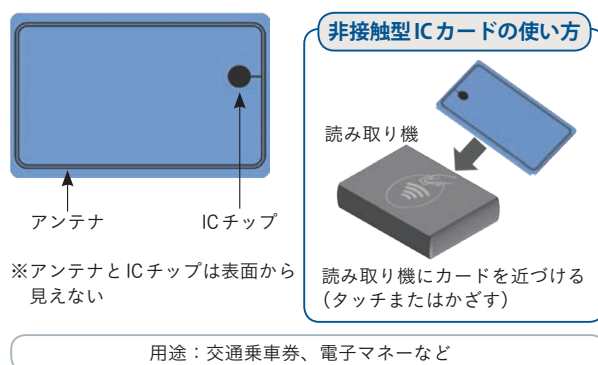 アンテナ
ICチップ
※アンテナとICチップは表面から
見えない
非接触型ICカードの使い方
読み取り機
読み取り機にカードを近づける
（タッチまたはかざす）
用途：交通乗車券、電子マネーなど